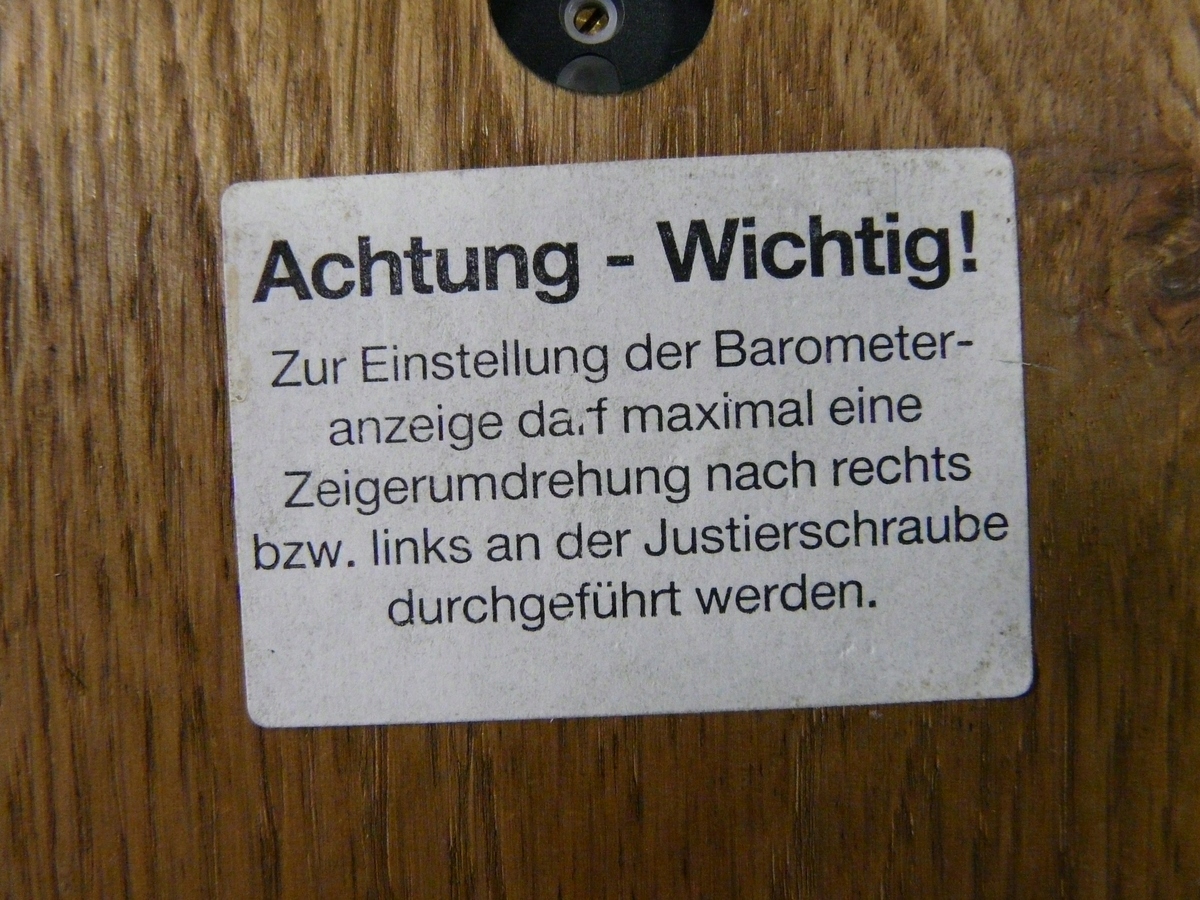 Achtung - Wichtig!
Zur Einstellung der Barometer-
anzeige darf maximal eine
Zeigerumdrehung nach rechts
bzw. links an der Justierschraube
durchgeführt werden.